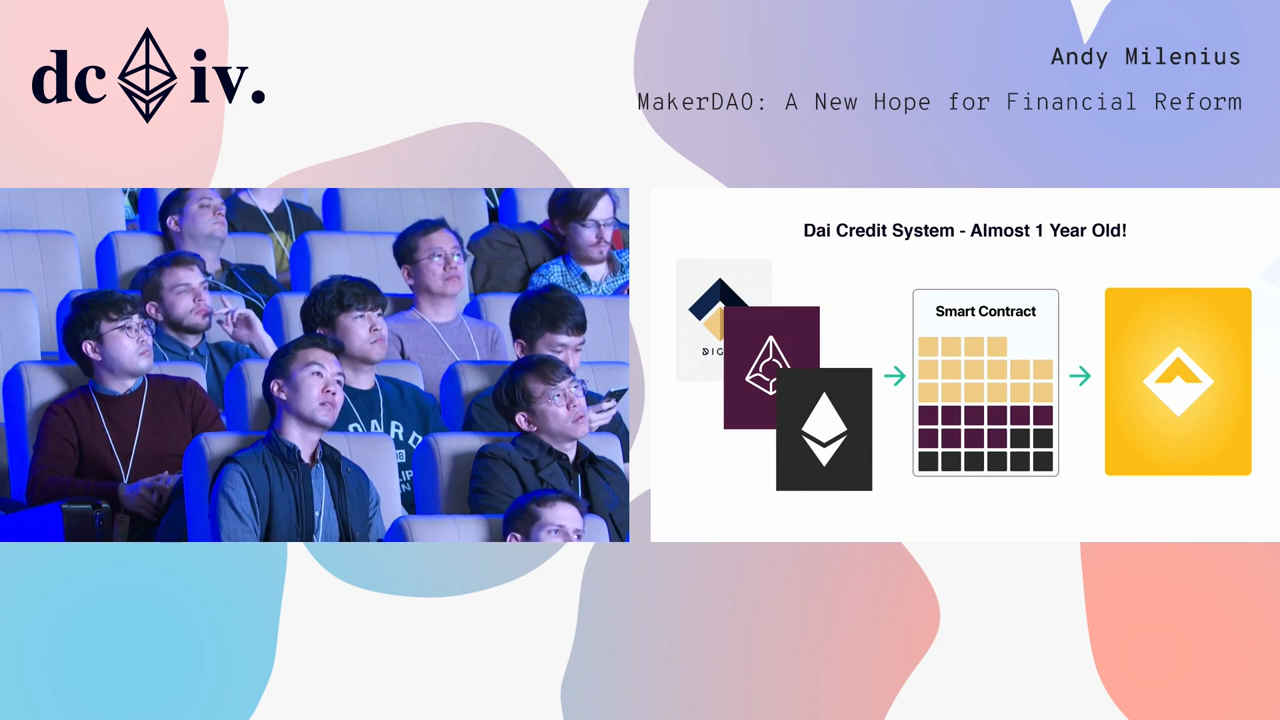 dc iv.
Andy Milenius
MakerDAO: A New Hope for Financial Reform
Dai Credit System - Almost 1 Year Old!
DIG
Smart Contract